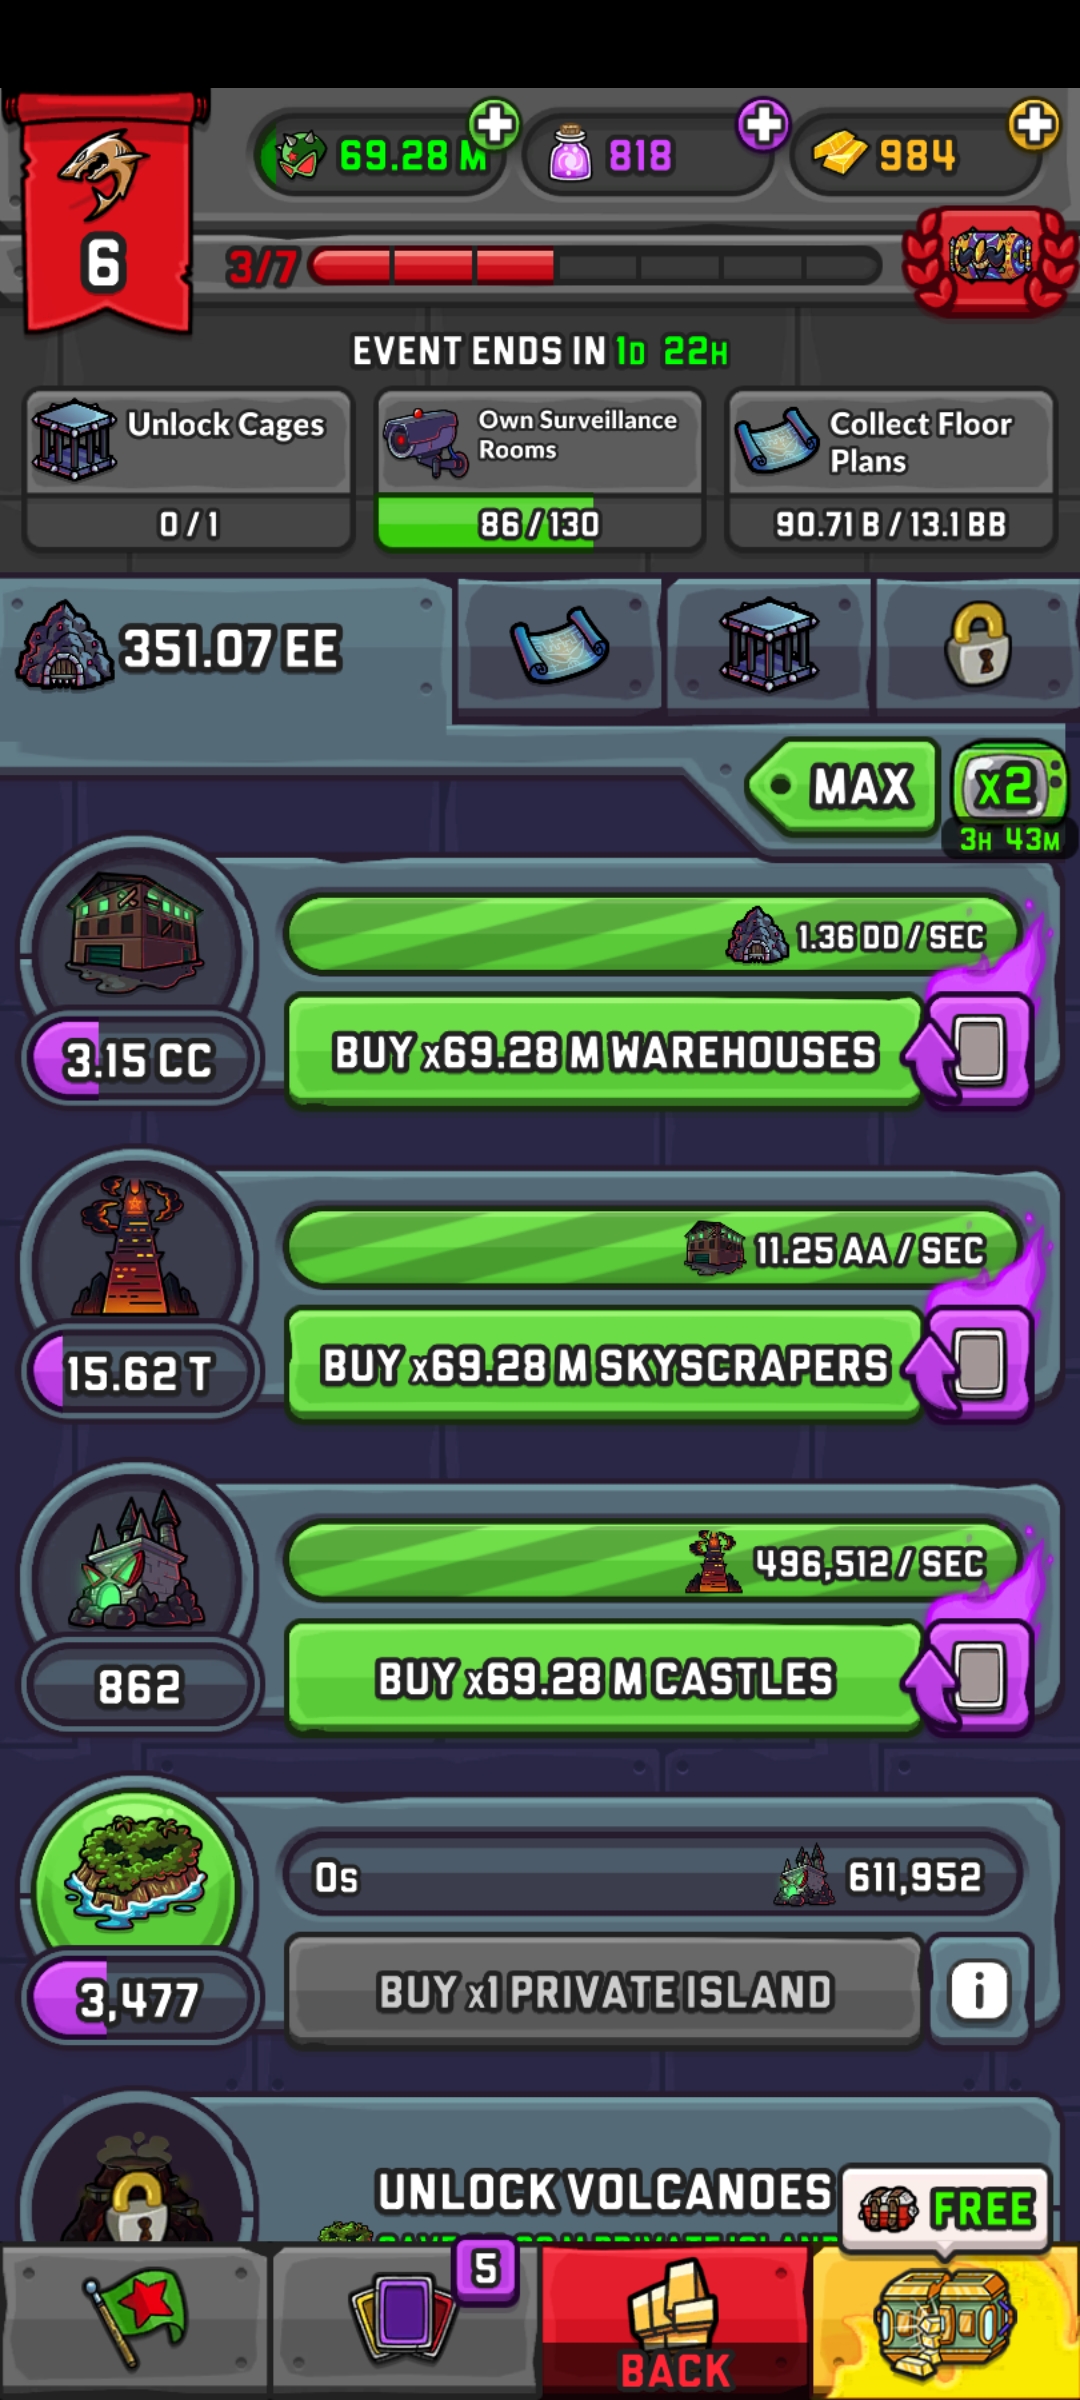 69.28 M
818
984
6
3/7
EVENT ENDS IN 1D 22H
Unlock Cages
0 / 1
Own Surveillance
Rooms
86 / 130
Collect Floor
Plans
90.71 B / 13.1 BB
351.07 EE
MAX
x2
3H 43M
1.36 DD / SEC
3.15 CC
BUY x69.28 M WAREHOUSES
11.25 AA / SEC
15.62 T
BUY x69.28 M SKYSCRAPERS
496,512 / SEC
862
BUY x69.28 M CASTLES
0s
611,952
3,477
BUY x1 PRIVATE ISLAND
i
UNLOCK VOLCANOES
FREE
5
BACK